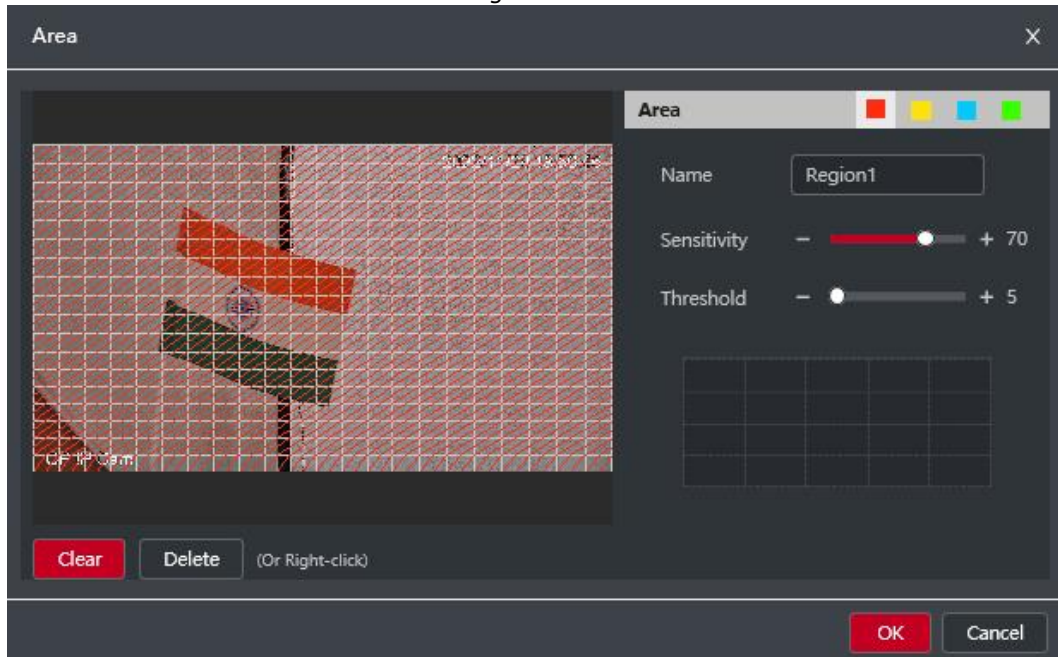 Area
X
Area
Name Region1
Sensitivity − + 70
Threshold − + 5
Clear Delete (Or Right-click)
OK Cancel